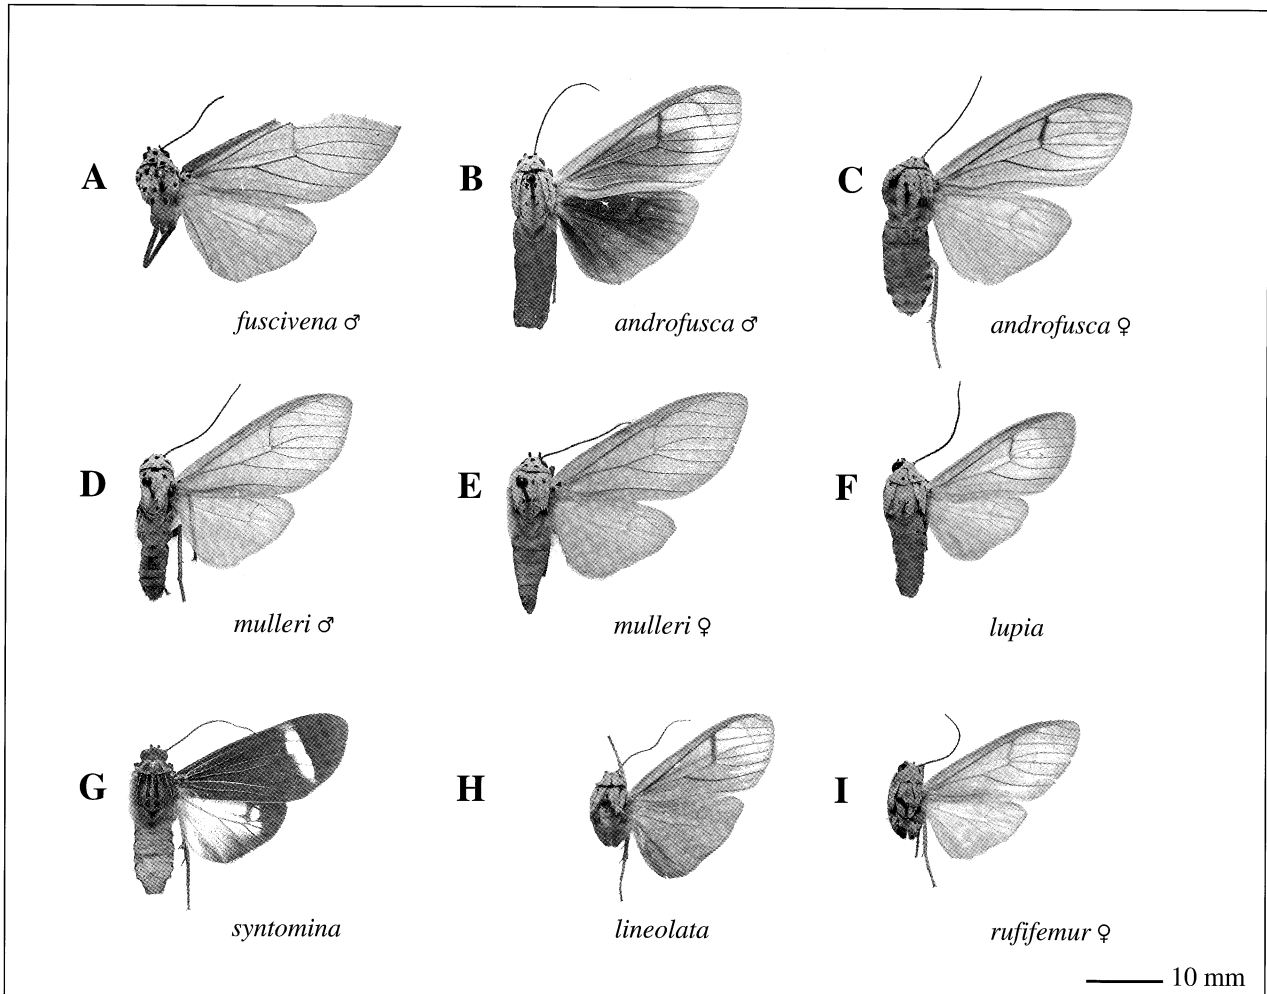 A
B
C
fuscivena ♂
androfusca ♂
androfusca ♀
D
E
F
mulleri ♂
mulleri ♀
lupia
G
H
I
syntomina
lineolata
rufifemur ♀
10 mm